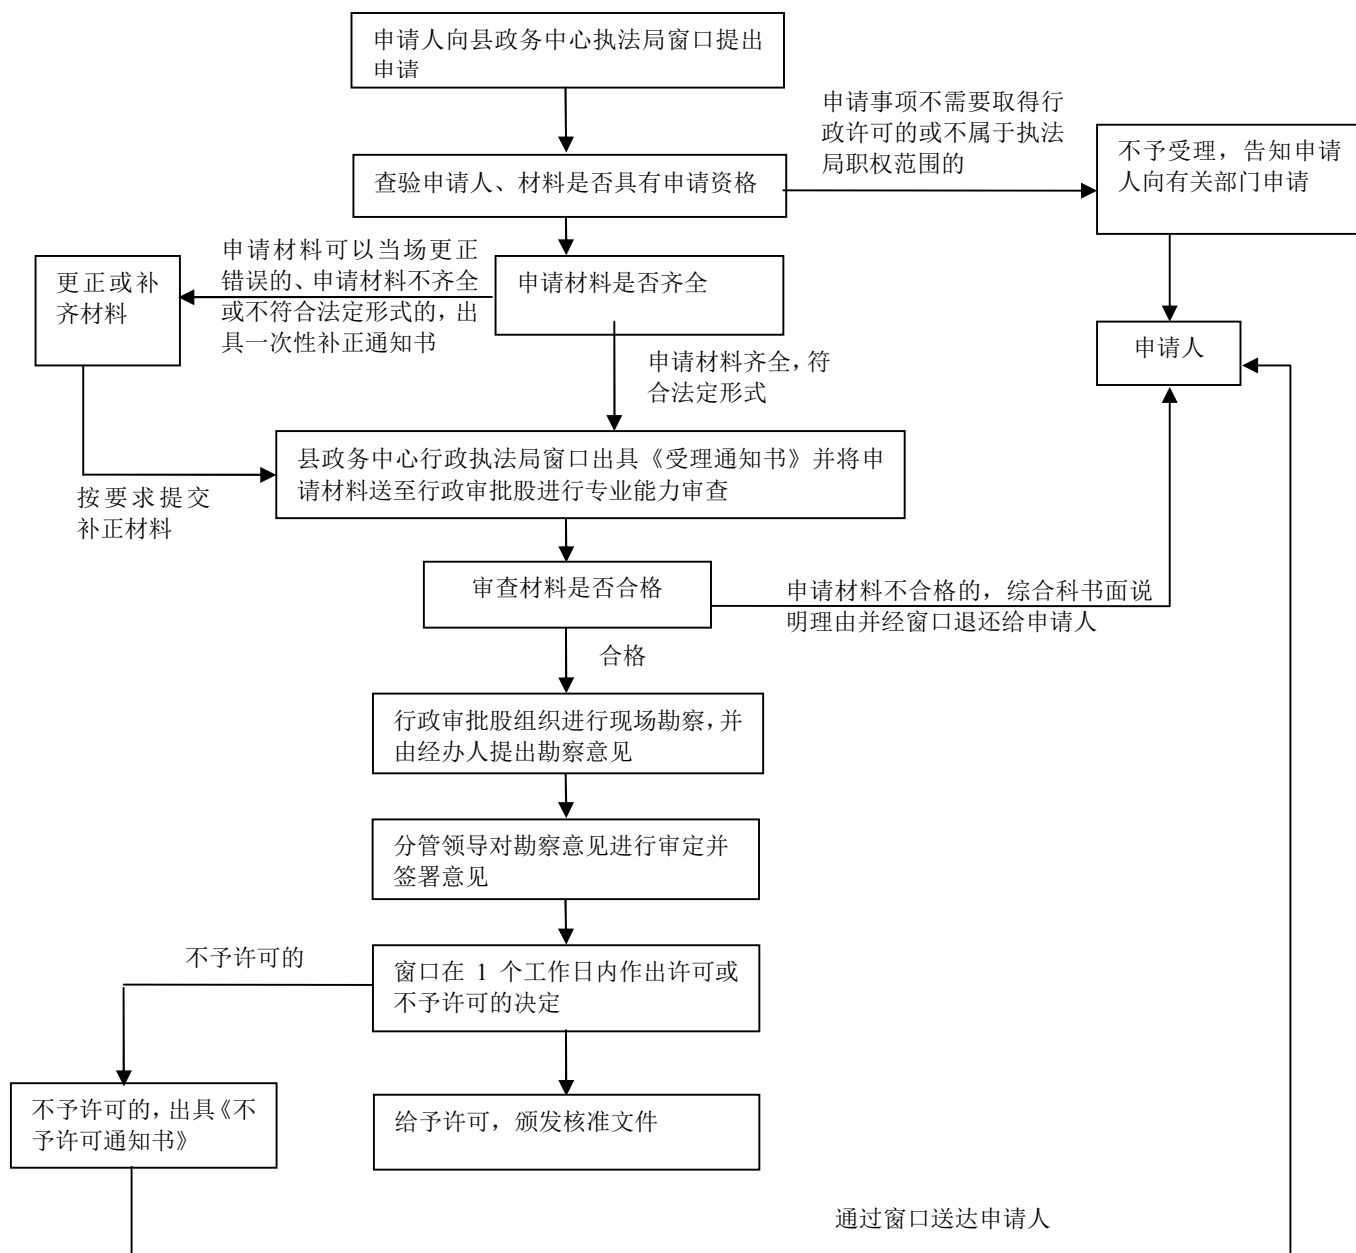 申请人向县政务中心执法局窗口提出
申请
申请事项不需要取得行
政许可的或不属于执法
局职权范围的
不予受理，告知申请
人向有关部门申请
查验申请人、材料是否具有申请资格
申请材料可以当场更正
错误的、申请材料不齐全
或不符合法定形式的，出
具一次性补正通知书
更正或补
齐材料
申请材料是否齐全
申请人
申请材料齐全，符
合法定形式
县政务中心行政执法局窗口出具《受理通知书》并将申
请材料送至行政审批股进行专业能力审查
按要求提交
补正材料
审查材料是否合格
申请材料不合格的，综合科书面说
明理由并经窗口退还给申请人
合格
行政审批股组织进行现场勘察，并
由经办人提出勘察意见
分管领导对勘察意见进行审定并
签署意见
不予许可的
窗口在 1 个工作日内作出许可或
不予许可的决定
不予许可的，出具《不
予许可通知书》
给予许可，颁发核准文件
通过窗口送达申请人